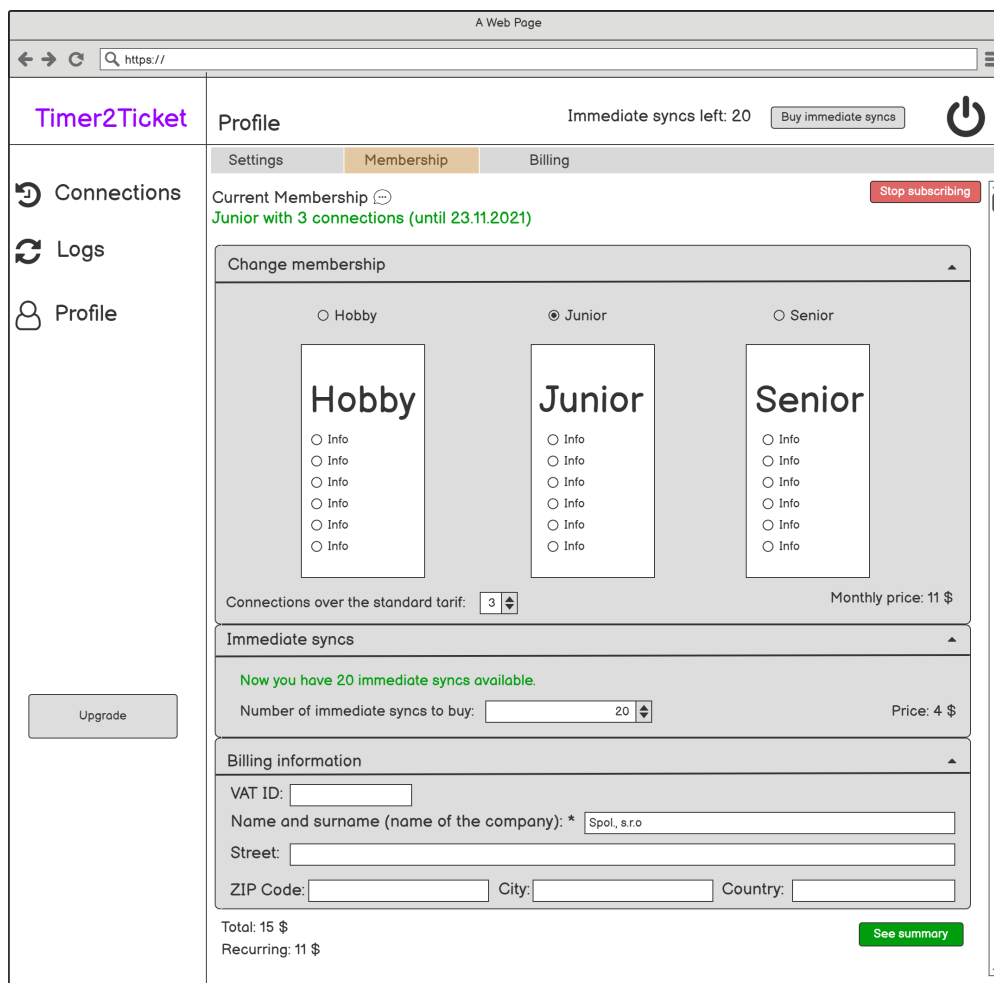 A Web Page
https://
Timer2Ticket
Profile
Immediate syncs left: 20
Buy immediate syncs
Settings
Membership
Billing
Connections
Logs
Profile
Upgrade
Current Membership
Stop subscribing
Junior with 3 connections (until 23.11.2021)
Change membership
Hobby
Junior
Senior
Hobby
Info
Info
Info
Info
Info
Info
Junior
Info
Info
Info
Info
Info
Info
Senior
Info
Info
Info
Info
Info
Info
Connections over the standard tarif: 3
Monthly price: 11 $
Immediate syncs
Now you have 20 immediate syncs available.
Number of immediate syncs to buy: 20
Price: 4 $
Billing information
VAT ID:
Name and surname (name of the company): * Spol., s.r.o
Street:
ZIP Code: City: Country:
Total: 15 $
Recurring: 11 $
See summary